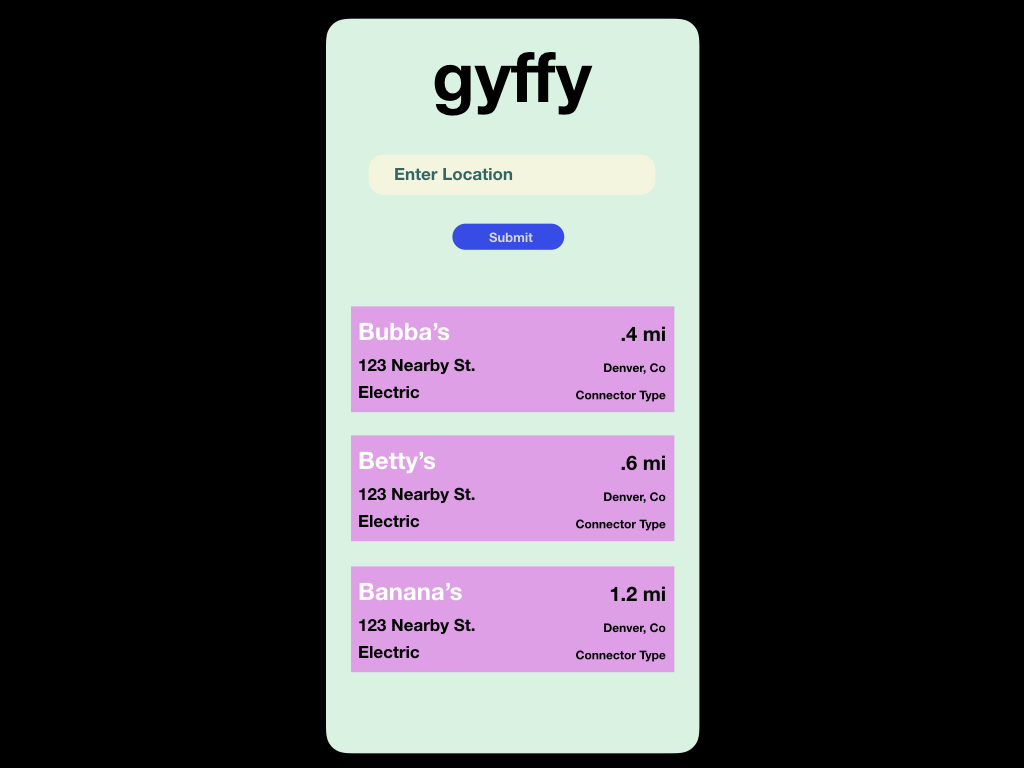 gyffy
Enter Location
Submit
Bubba’s .4 mi
123 Nearby St. Denver, Co
Electric Connector Type
Betty’s .6 mi
123 Nearby St. Denver, Co
Electric Connector Type
Banana’s 1.2 mi
123 Nearby St. Denver, Co
Electric Connector Type